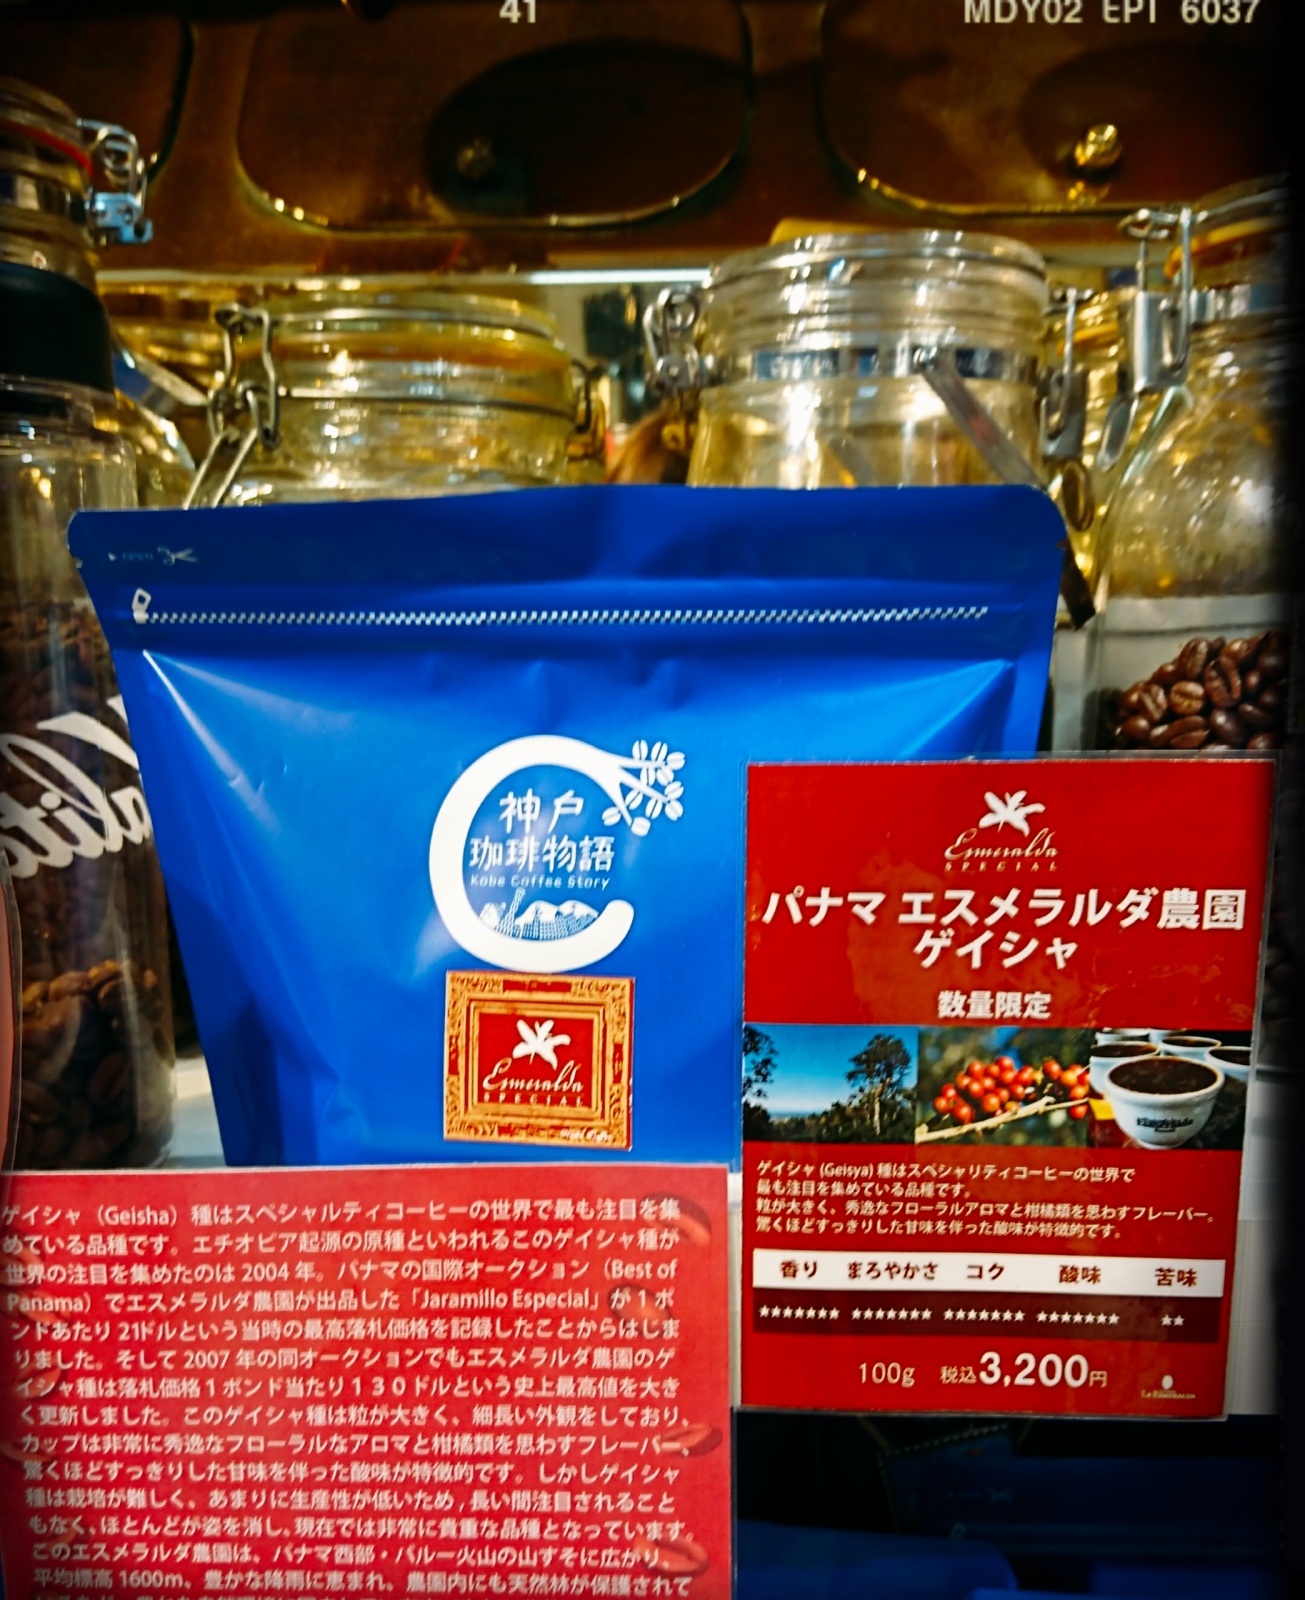 41
MDY02 EPI 6037
OPEN
神戸
珈琲物語
Kobe Coffee Story
Esmeralda
SPECIAL
Esmeralda
SPECIAL
パナマ エスメラルダ農園
ゲイシャ
数量限定
ゲイシャ (Geisya) 種はスペシャリティコーヒーの世界で
最も注目を集めている品種です。
粒が大きく、秀逸なフローラルアロマと柑橘類を思わすフレーバー。
驚くほどすっきりした甘味を伴った酸味が特徴的です。
香り まろやかさ コク 酸味 苦味
★★★★★★★ ★★★★★★★ ★★★★★★★ ★★★★★★★ ★★
100g 税込3,200円
ゲイシャ（Geisha）種はスペシャルティコーヒーの世界で最も注目を集
めている品種です。エチオピア起源の原種といわれるこのゲイシャ種が
世界の注目を集めたのは 2004 年。パナマの国際オークション（Best of
Panama）でエスメラルダ農園が出品した「Jaramillo Especial」が 1 ポ
ンドあたり 21ドルという当時の最高落札価格を記録したことからはじま
りました。そして 2007 年の同オークションでもエスメラルダ農園のゲ
イシャ種は落札価格 1 ポンド当たり１３０ドルという史上最高値を大き
く更新しました。このゲイシャ種は粒が大きく、細長い外観をしており、
カップは非常に秀逸なフローラルなアロマと柑橘類を思わすフレーバー、
驚くほどすっきりした甘味を伴った酸味が特徴的です。しかしゲイシャ
種は栽培が難しく、あまりに生産性が低いため , 長い間注目されること
もなく、ほとんどが姿を消し、現在では非常に貴重な品種となっています。
このエスメラルダ農園は、パナマ西部・バルー火山の山すそに広がり、
平均標高 1600m、豊かな降雨に恵まれ、農園内にも天然林が保護されて